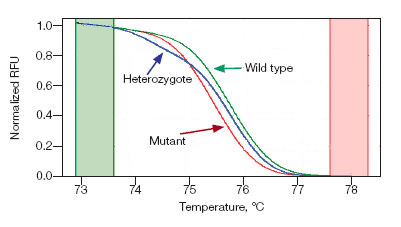 Normalized RFU
1.0
0.8
0.6
0.4
0.2
0.0
Heterozygote
Wild type
Mutant
73 74 75 76 77 78
Temperature, °C